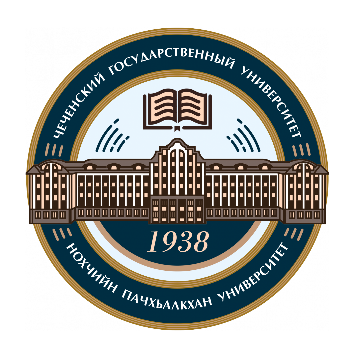 ЧЕЧЕНСКИЙ ГОСУДАРСТВЕННЫЙ УНИВЕРСИТЕТ
1938
НОХЧИЙН ПАЧХЬАЛКХАН УНИВЕРСИТЕТ